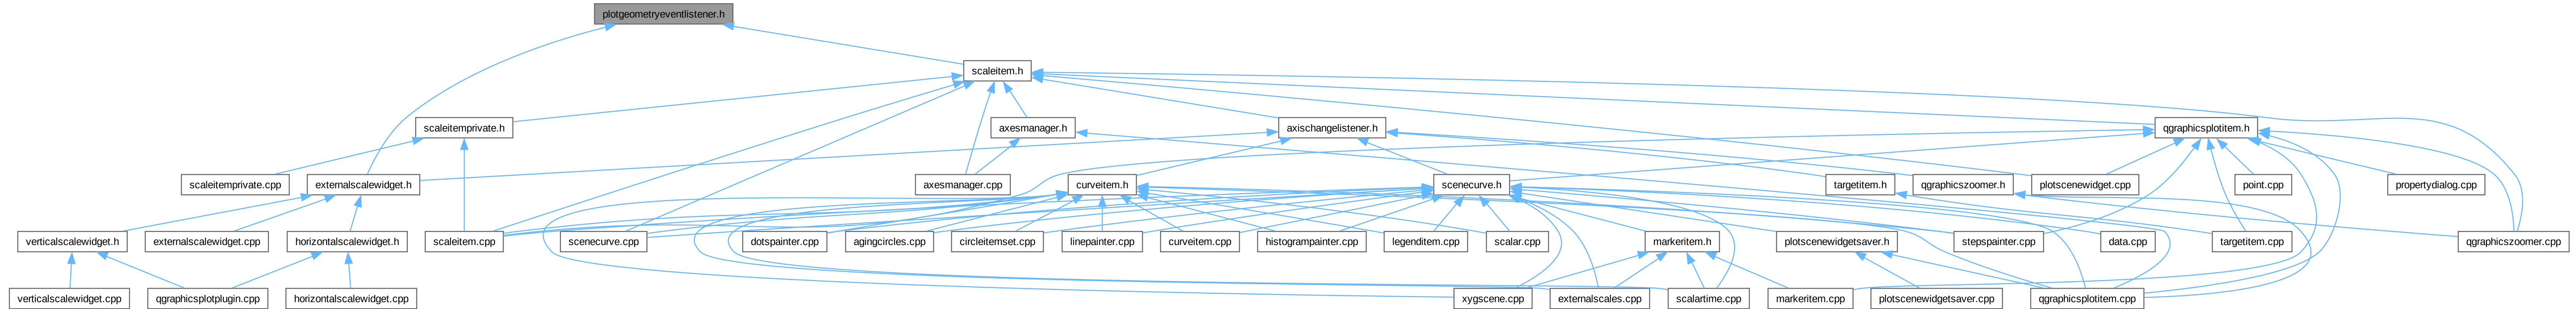 plotgeometryeventlistener.h
scaleitem.h
scaleitemprivate.h
axesmanager.h
axischangelistener.h
qgraphicsplotitem.h
scaleitemprivate.cpp
externalscalewidget.h
axesmanager.cpp
curveitem.h
scenecurve.h
targetitem.h
qgraphicszoomer.h
plotscenewidget.cpp
point.cpp
propertydialog.cpp
verticalscalewidget.h
externalscalewidget.cpp
horizontalscalewidget.h
scaleitem.cpp
scenecurve.cpp
dotspainter.cpp
agingcircles.cpp
circleitemset.cpp
linepainter.cpp
curveitem.cpp
histogrampainter.cpp
legenditem.cpp
scalar.cpp
markeritem.h
plotscenewidgetsaver.h
stepspainter.cpp
data.cpp
targetitem.cpp
qgraphicszoomer.cpp
verticalscalewidget.cpp
qgraphicsplotplugin.cpp
horizontalscalewidget.cpp
xygscene.cpp
externalscales.cpp
scalartime.cpp
markeritem.cpp
plotscenewidgetsaver.cpp
qgraphicsplotitem.cpp